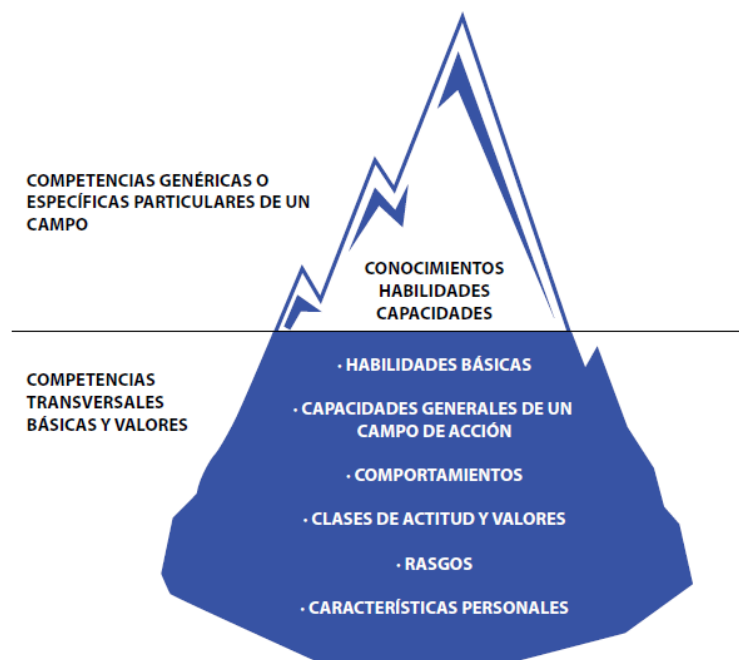 COMPETENCIAS GENÉRICAS O
ESPECÍFICAS PARTICULARES DE UN
CAMPO
CONOCIMIENTOS
HABILIDADES
CAPACIDADES
COMPETENCIAS
TRANSVERSALES
BÁSICAS Y VALORES
· HABILIDADES BÁSICAS
· CAPACIDADES GENERALES DE UN
CAMPO DE ACCIÓN
· COMPORTAMIENTOS
· CLASES DE ACTITUD Y VALORES
· RASGOS
· CARACTERÍSTICAS PERSONALES